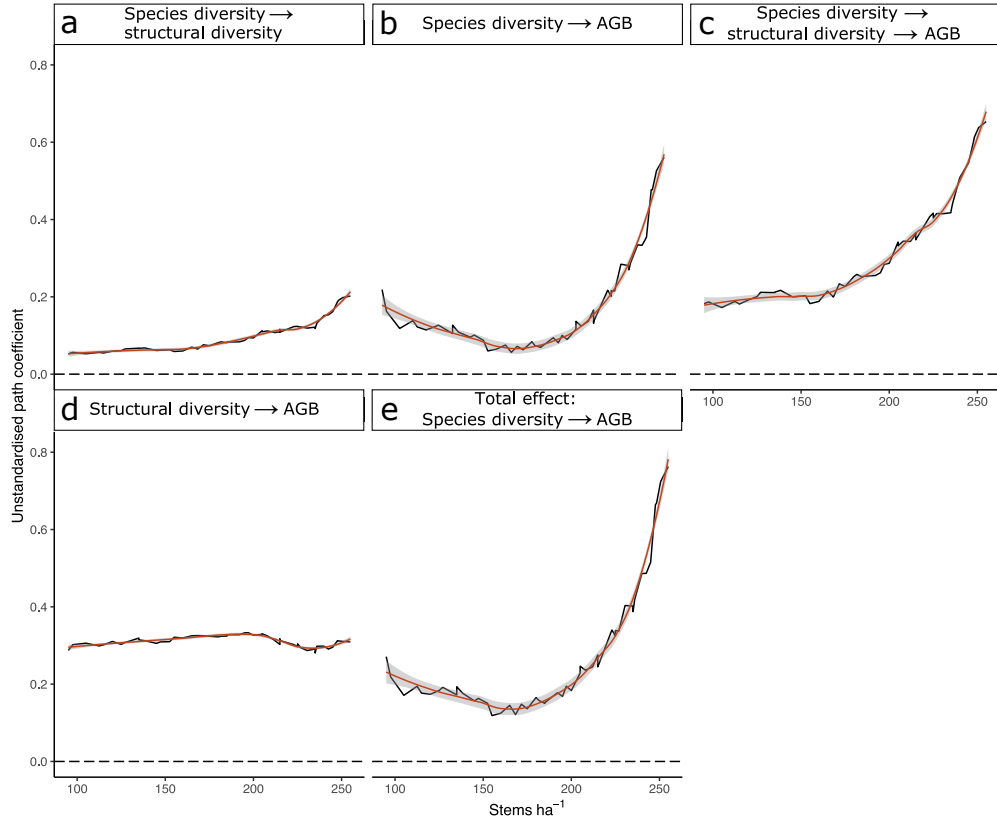 a
Species diversity →
structural diversity
b
Species diversity → AGB
c
Species diversity →
structural diversity → AGB
0.8
0.6
0.4
0.2
0.0
100 150 200 250
d
Structural diversity → AGB
e
Total effect:
Species diversity → AGB
0.8
0.6
0.4
0.2
0.0
100 150 200 250
100 150 200 250
Unstandardised path coefficient
Stems ha⁻¹